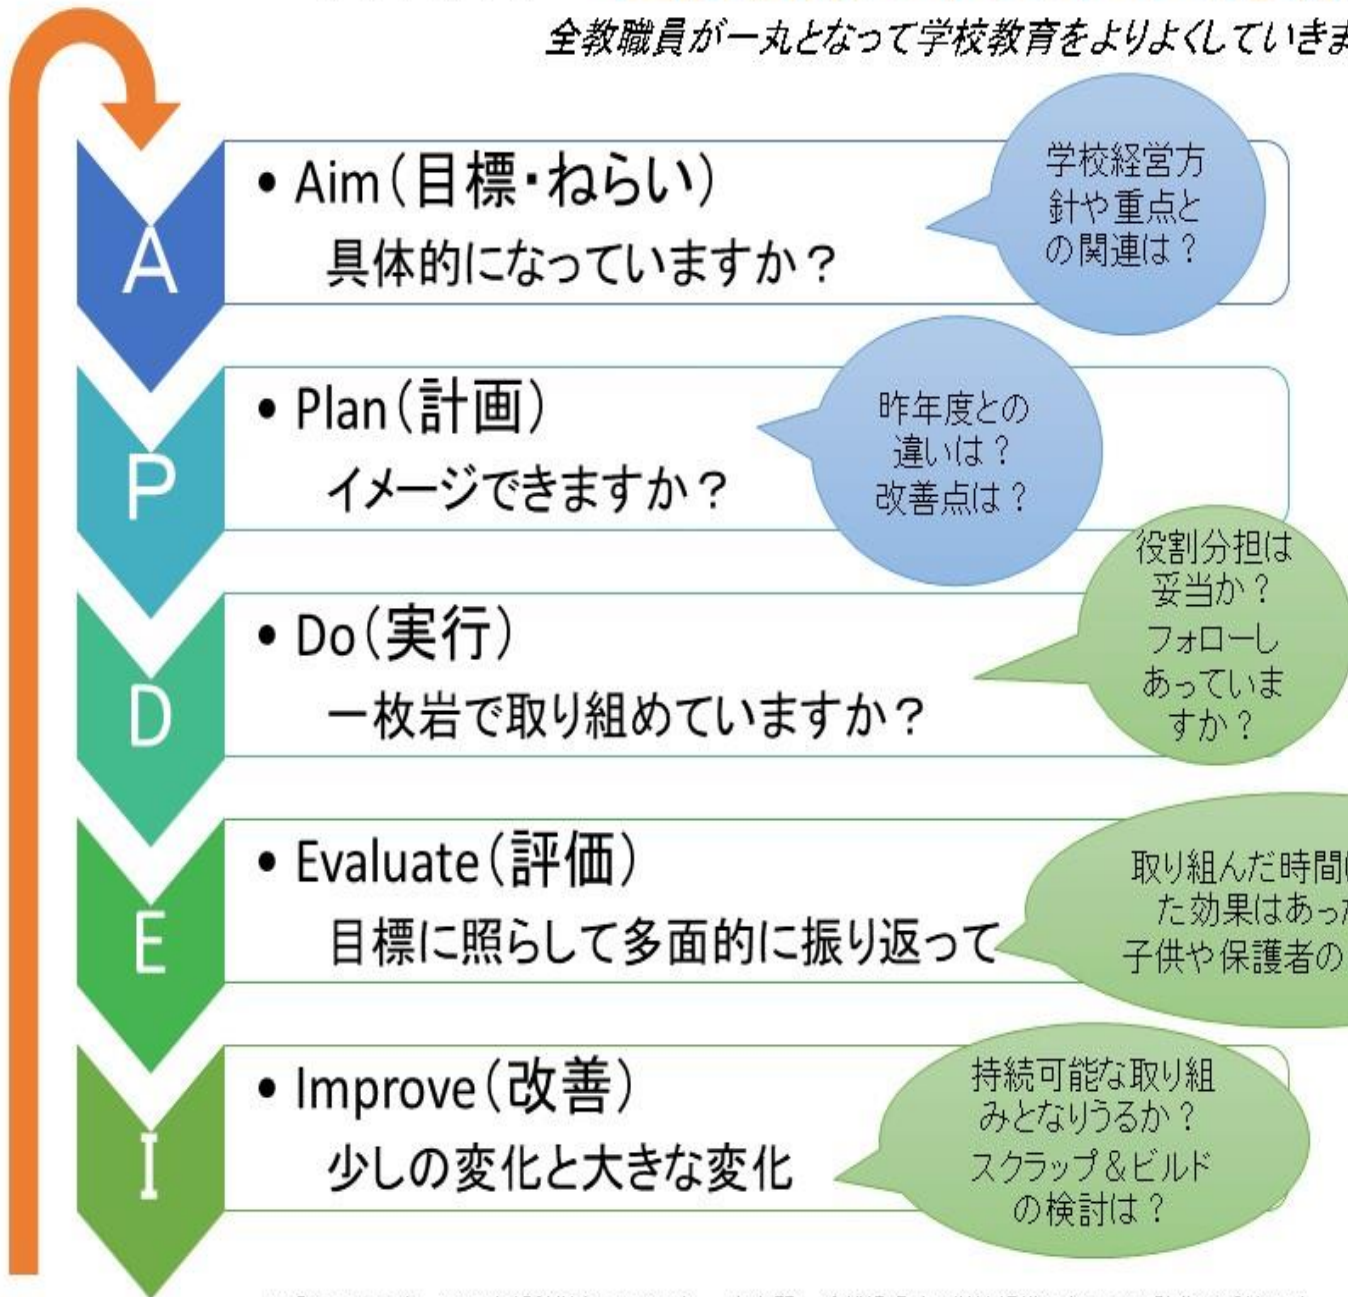 全教職員が一丸となって学校教育をよりよくしていきま
A
• Aim（目標・ねらい）
具体的になっていますか？
学校経営方
針や重点と
の関連は？
P
• Plan（計画）
イメージできますか？
昨年度との
違いは？
改善点は？
D
• Do（実行）
一枚岩で取り組めていますか？
役割分担は
妥当か？
フォローし
あっていま
すか？
E
• Evaluate（評価）
目標に照らして多面的に振り返って
取り組んだ時間
た効果はあっ
子供や保護者の
I
• Improve（改善）
少しの変化と大きな変化
持続可能な取り組
みとなりうるか？
スクラップ＆ビルド
の検討は？